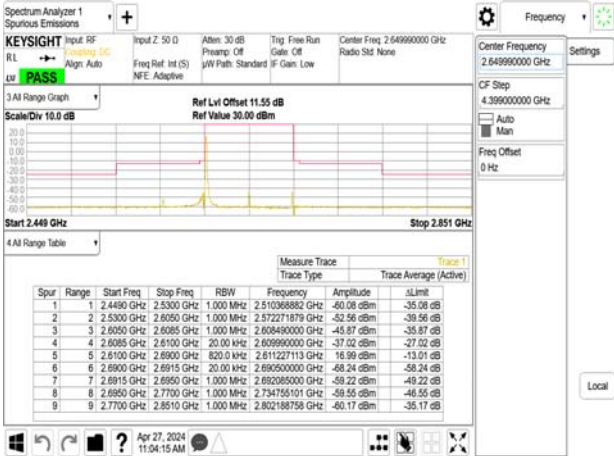 Spectrum Analyzer 1
Spurious Emissions
+
Frequency
KEYSIGHT
Input: RF
Coupling: DC
Align: Auto
RL
LW
PASS
Input Z: 50 Ω
Freq Ref: Int (S)
NFE: Adaptive
Atten: 30 dB
Preamp: Off
µW Path: Standard
Trig: Free Run
Gate: Off
IF Gain: Low
Center Freq: 2.649990000 GHz
Radio Std: None
3 All Range Graph
Scale/Div 10.0 dB
Ref Lvl Offset 11.55 dB
Ref Value 30.00 dBm
20.0
10.0
0.00
-10.0
-20.0
-30.0
-40.0
-50.0
-60.0
Start 2.449 GHz
Stop 2.851 GHz
4 All Range Table
Measure Trace Trace 1
Trace Type Trace Average (Active)
Spur Range Start Freq Stop Freq RBW Frequency Amplitude ΔLimit
1 1 2.4490 GHz 2.5300 GHz 1.000 MHz 2.510368882 GHz -60.08 dBm -35.08 dB
2 2 2.5300 GHz 2.6050 GHz 1.000 MHz 2.572271879 GHz -52.56 dBm -39.56 dB
3 3 2.6050 GHz 2.6085 GHz 1.000 MHz 2.608490000 GHz -45.87 dBm -35.87 dB
4 4 2.6085 GHz 2.6100 GHz 20.00 kHz 2.609990000 GHz -37.02 dBm -27.02 dB
5 5 2.6100 GHz 2.6900 GHz 820.0 kHz 2.611227113 GHz 16.99 dBm -13.01 dB
6 6 2.6900 GHz 2.6915 GHz 20.00 kHz 2.690500000 GHz -68.24 dBm -58.24 dB
7 7 2.6915 GHz 2.6950 GHz 1.000 MHz 2.692085000 GHz -59.22 dBm -49.22 dB
8 8 2.6950 GHz 2.7700 GHz 1.000 MHz 2.734755101 GHz -59.55 dBm -46.55 dB
9 9 2.7700 GHz 2.8510 GHz 1.000 MHz 2.802188758 GHz -60.17 dBm -35.17 dB
Center Frequency
2.649990000 GHz
CF Step
4.399000000 GHz
Auto
Man
Freq Offset
0 Hz
Settings
Local
?
Apr 27, 2024
11:04:15 AM